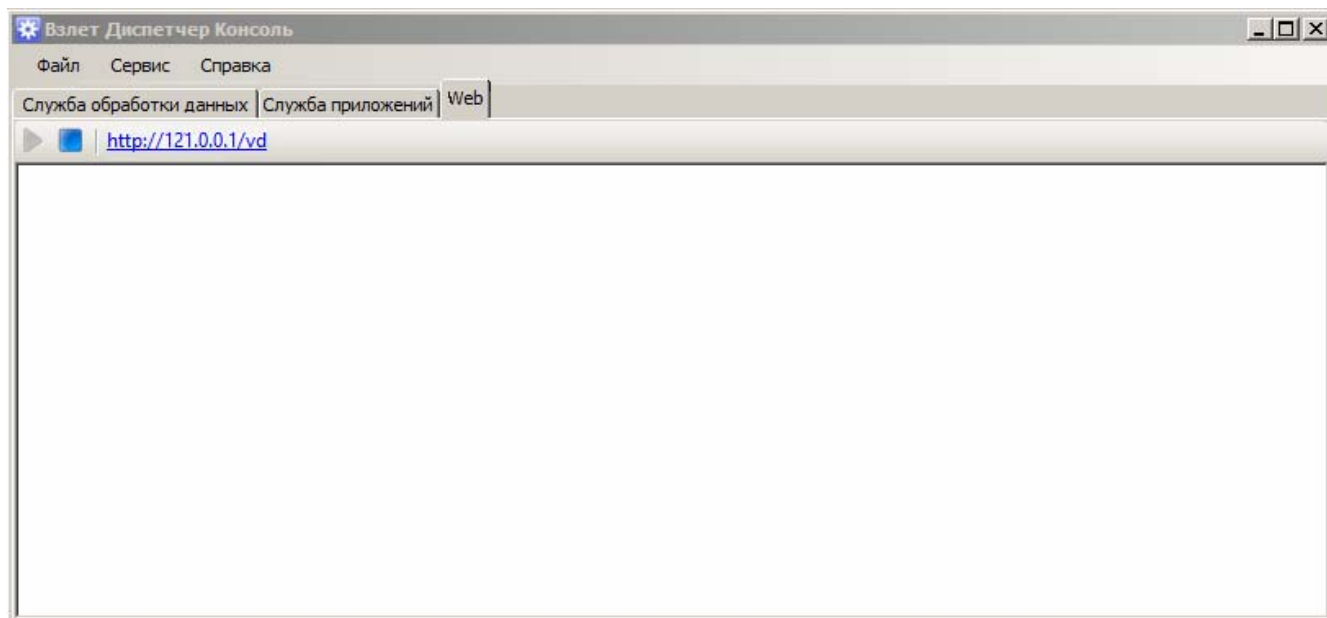 Взлет Диспетчер Консоль
Файл Сервис Справка
Служба обработки данных Служба приложений Web
http://121.0.0.1/vd